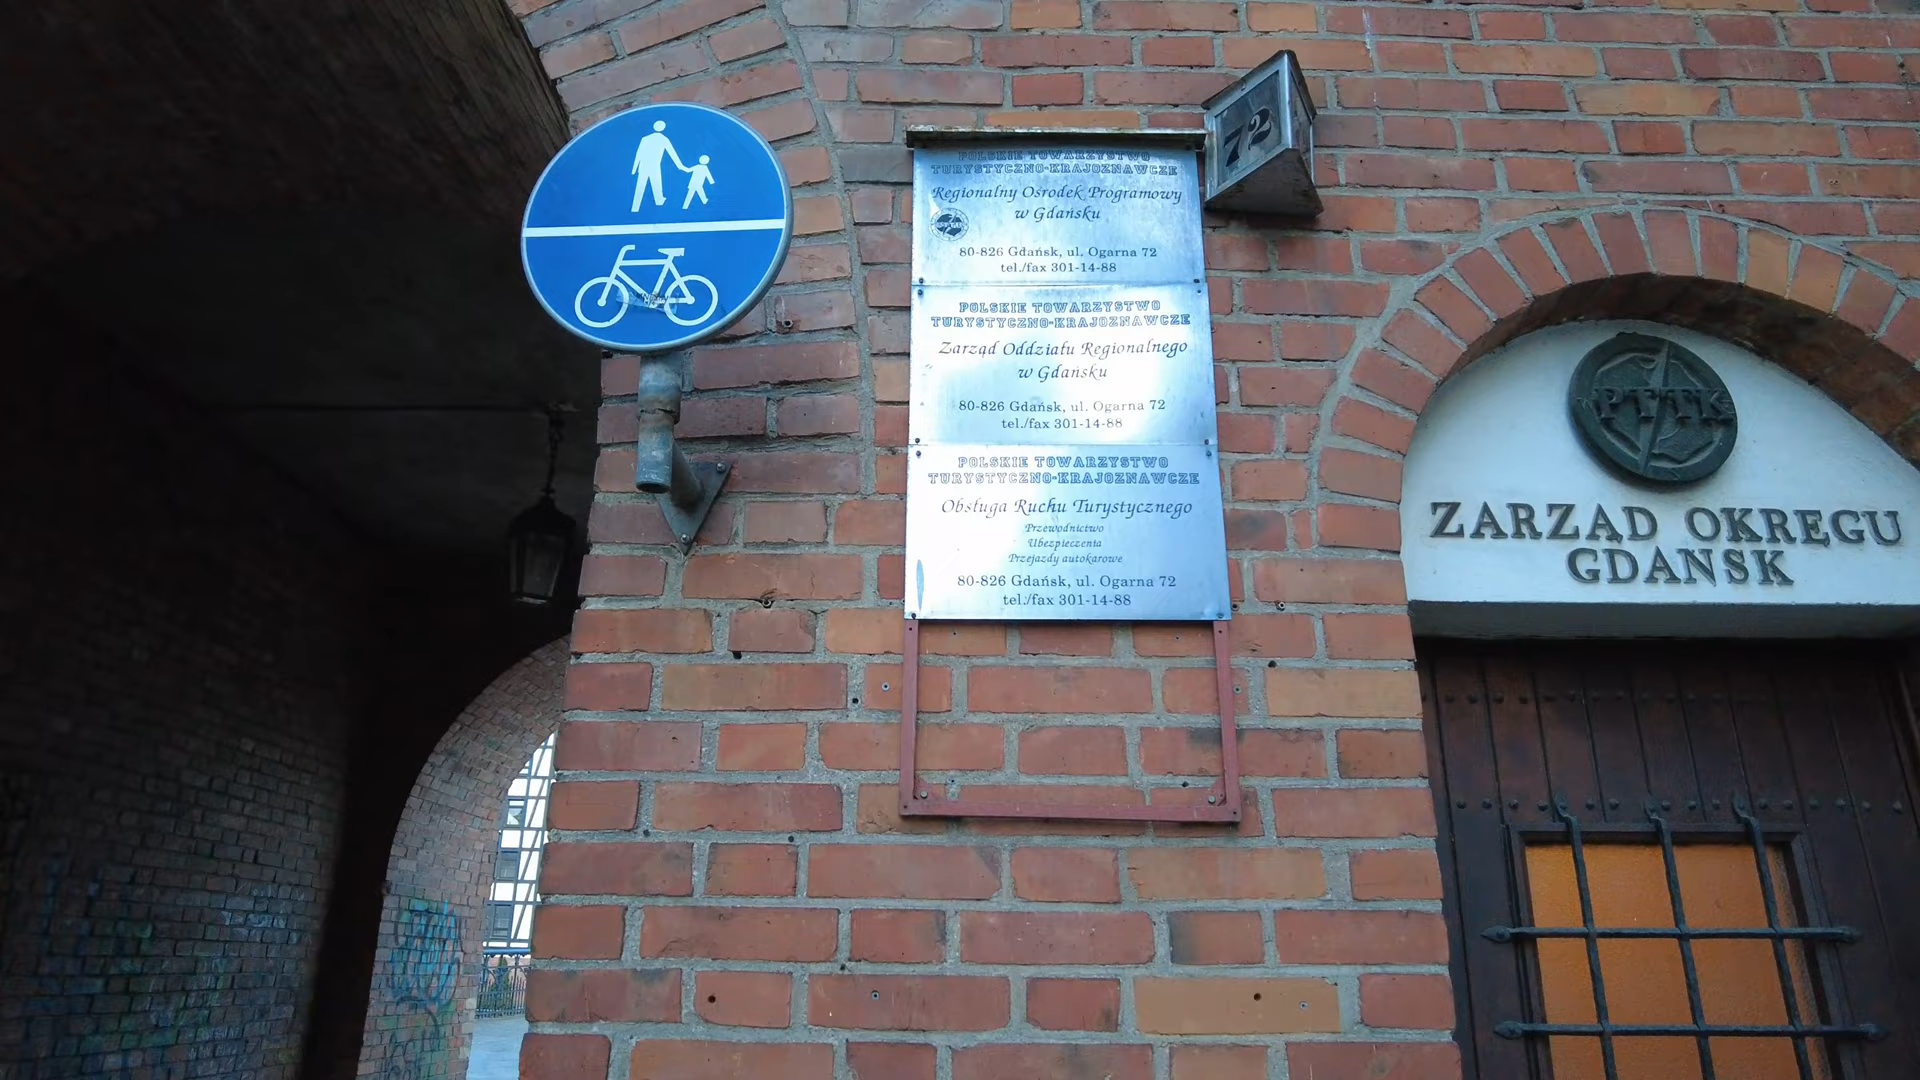 72
POLSKIE TOWARZYSTWO
TURYSTYCZNO-KRAJOZNAWCZE
Regionalny Ośrodek Programowy
w Gdańsku
80-826 Gdańsk, ul. Ogarna 72
tel./fax 301-14-88
POLSKIE TOWARZYSTWO
TURYSTYCZNO-KRAJOZNAWCZE
Zarząd Oddziału Regionalnego
w Gdańsku
80-826 Gdańsk, ul. Ogarna 72
tel./fax 301-14-88
POLSKIE TOWARZYSTWO
TURYSTYCZNO-KRAJOZNAWCZE
Obsługa Ruchu Turystycznego
Przewodnictwo
Ubezpieczenia
Przejazdy autokarowe
80-826 Gdańsk, ul. Ogarna 72
tel./fax 301-14-88
PTTK
ZARZĄD OKRĘGU
GDAŃSK